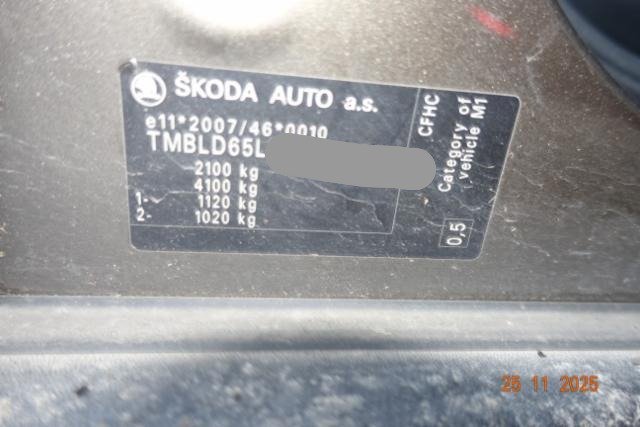 ŠKODA AUTO a.s.
e11*2007/46*0010
TMBLD65L
2100 kg
4100 kg
1- 1120 kg
2- 1020 kg
CFHC
Category of
vehicle M1
0,5
25 11 2025